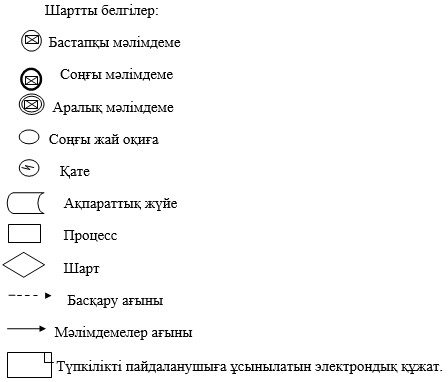 Шартты белгілер:
Бастапқы мәлімдеме
Соңғы мәлімдеме
Аралық мәлімдеме
Соңғы жай оқиға
Қате
Ақпараттық жүйе
Процесс
Шарт
Басқару ағыны
Мәлімдемелер ағыны
Түпкілікті пайдаланушыға ұсынылатын электрондық құжат.